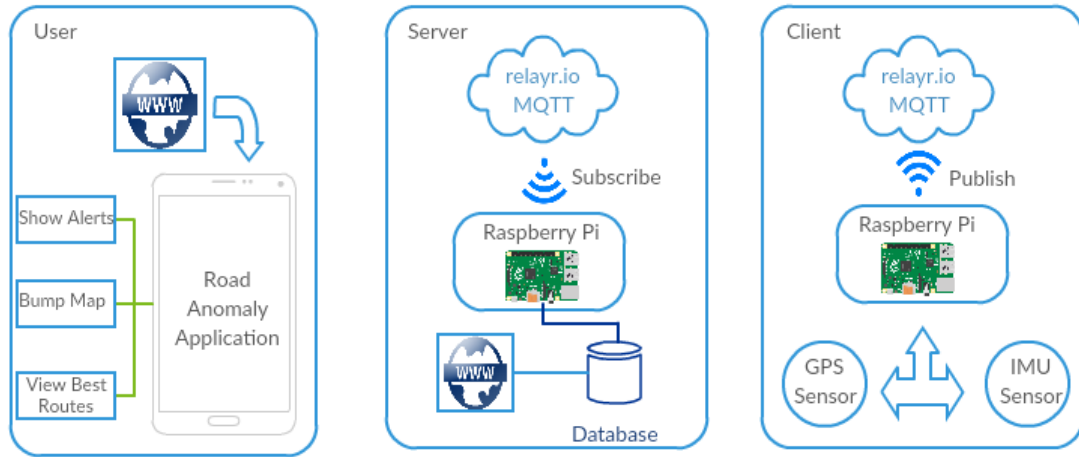 User
WWW
Show Alerts
Bump Map
View Best
Routes
Road
Anomaly
Application
Server
relayr.io
MQTT
Subscribe
Raspberry Pi
WWW
Database
Client
relayr.io
MQTT
Publish
Raspberry Pi
GPS
Sensor
IMU
Sensor